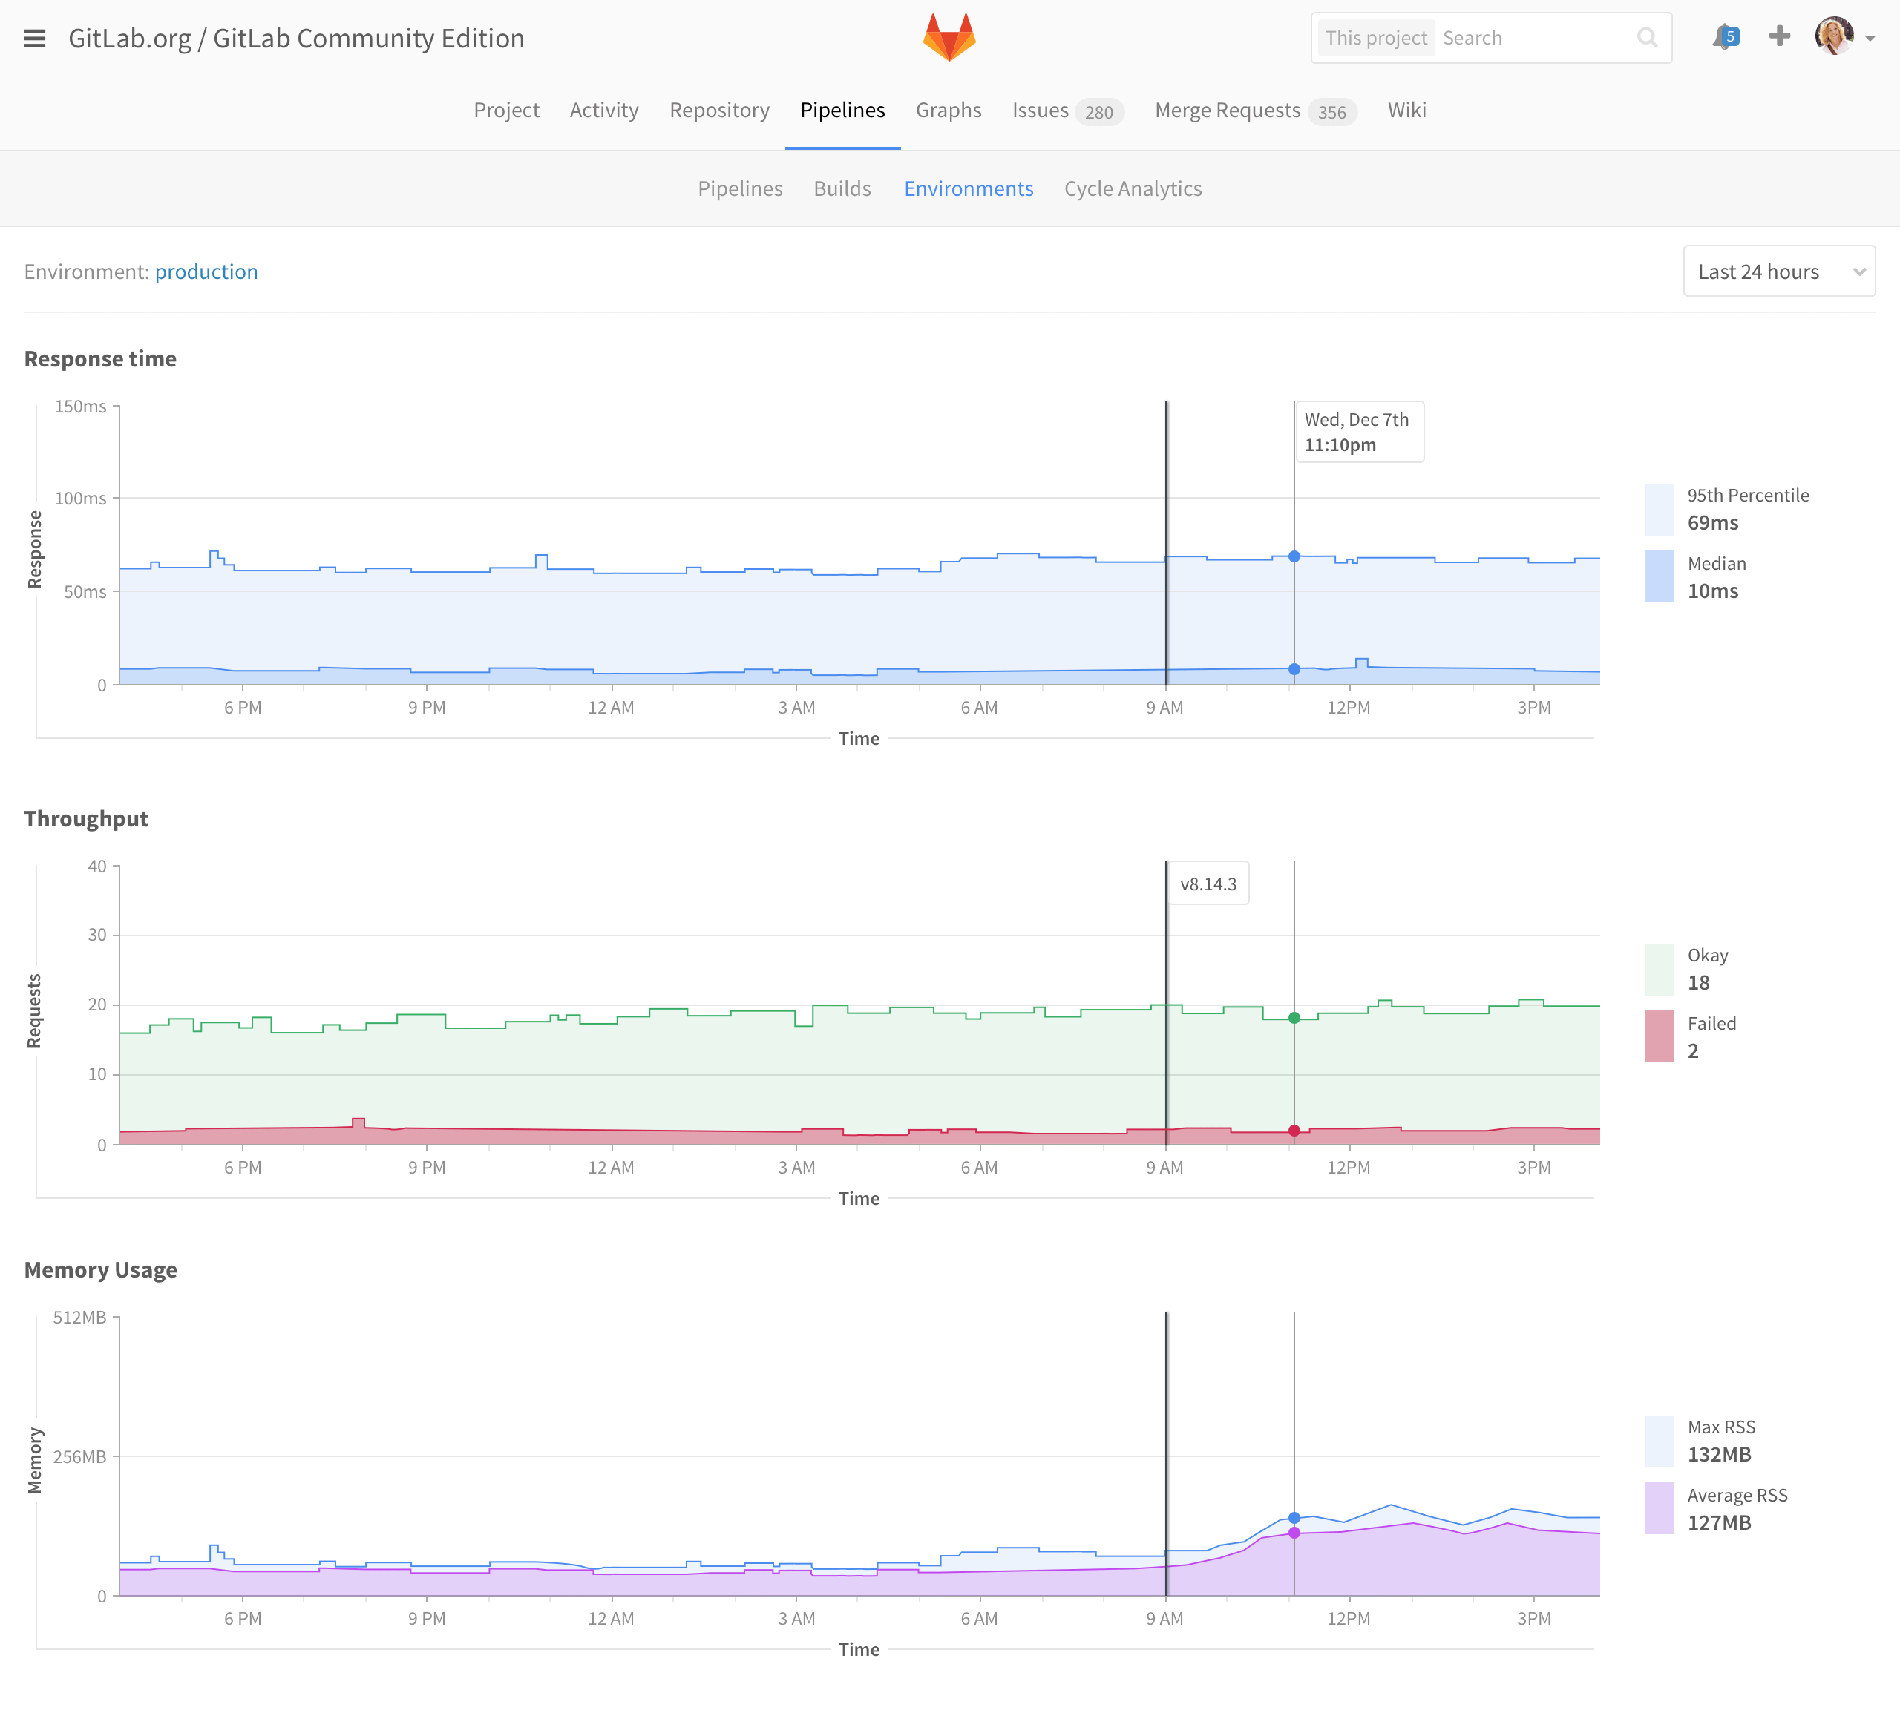 GitLab.org / GitLab Community Edition
This project Search
5
Project Activity Repository Pipelines Graphs Issues 280 Merge Requests 356 Wiki
Pipelines Builds Environments Cycle Analytics
Environment: production
Last 24 hours
Response time
150ms
100ms
50ms
0
Response
Wed, Dec 7th
11:10pm
95th Percentile
69ms
Median
10ms
6 PM 9 PM 12 AM 3 AM 6 AM 9 AM 12PM 3PM
Time
Throughput
40
30
20
10
0
Requests
v8.14.3
Okay
18
Failed
2
6 PM 9 PM 12 AM 3 AM 6 AM 9 AM 12PM 3PM
Time
Memory Usage
512MB
256MB
0
Memory
Max RSS
132MB
Average RSS
127MB
6 PM 9 PM 12 AM 3 AM 6 AM 9 AM 12PM 3PM
Time